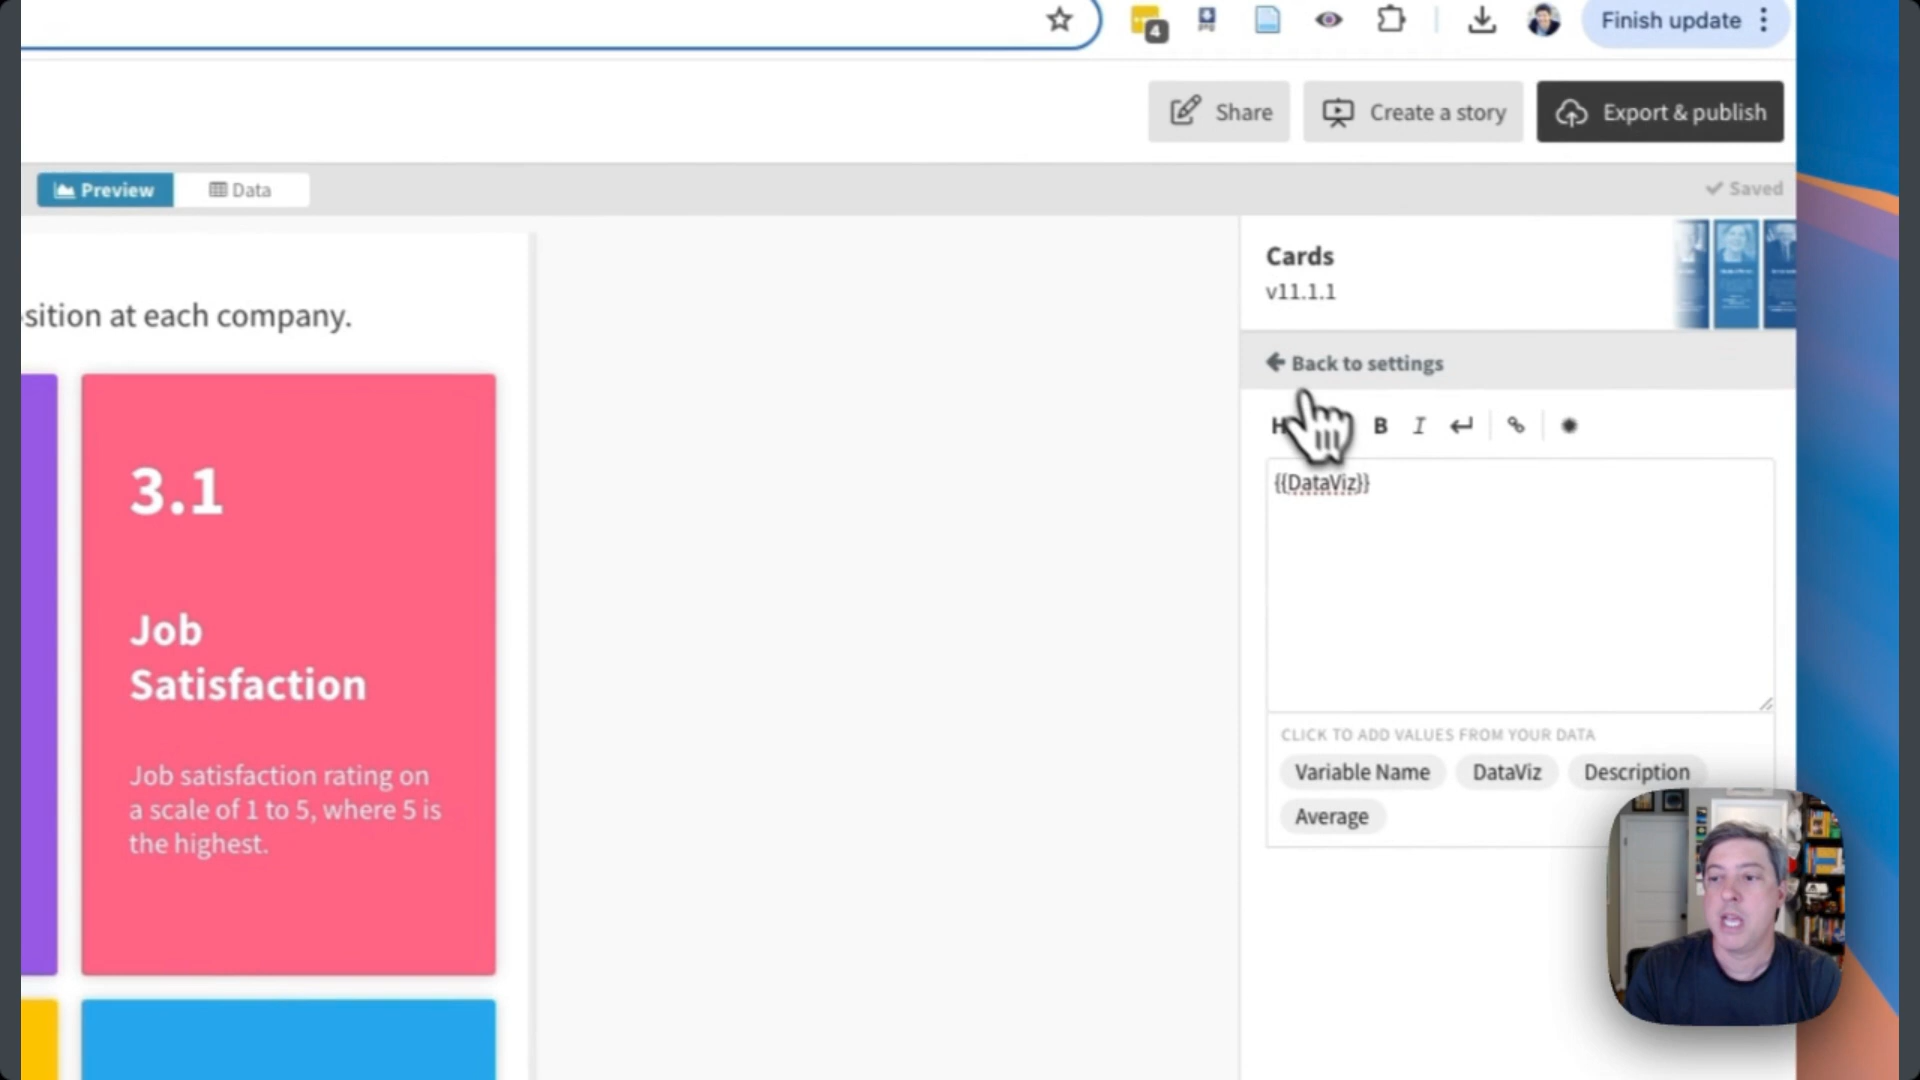 4
Finish update
Share
Create a story
Export & publish
Preview
Data
Saved
Cards
v11.1.1
sition at each company.
Back to settings
B
I
{{DataViz}}
3.1
Job
Satisfaction
Job satisfaction rating on
a scale of 1 to 5, where 5 is
the highest.
CLICK TO ADD VALUES FROM YOUR DATA
Variable Name
DataViz
Description
Average